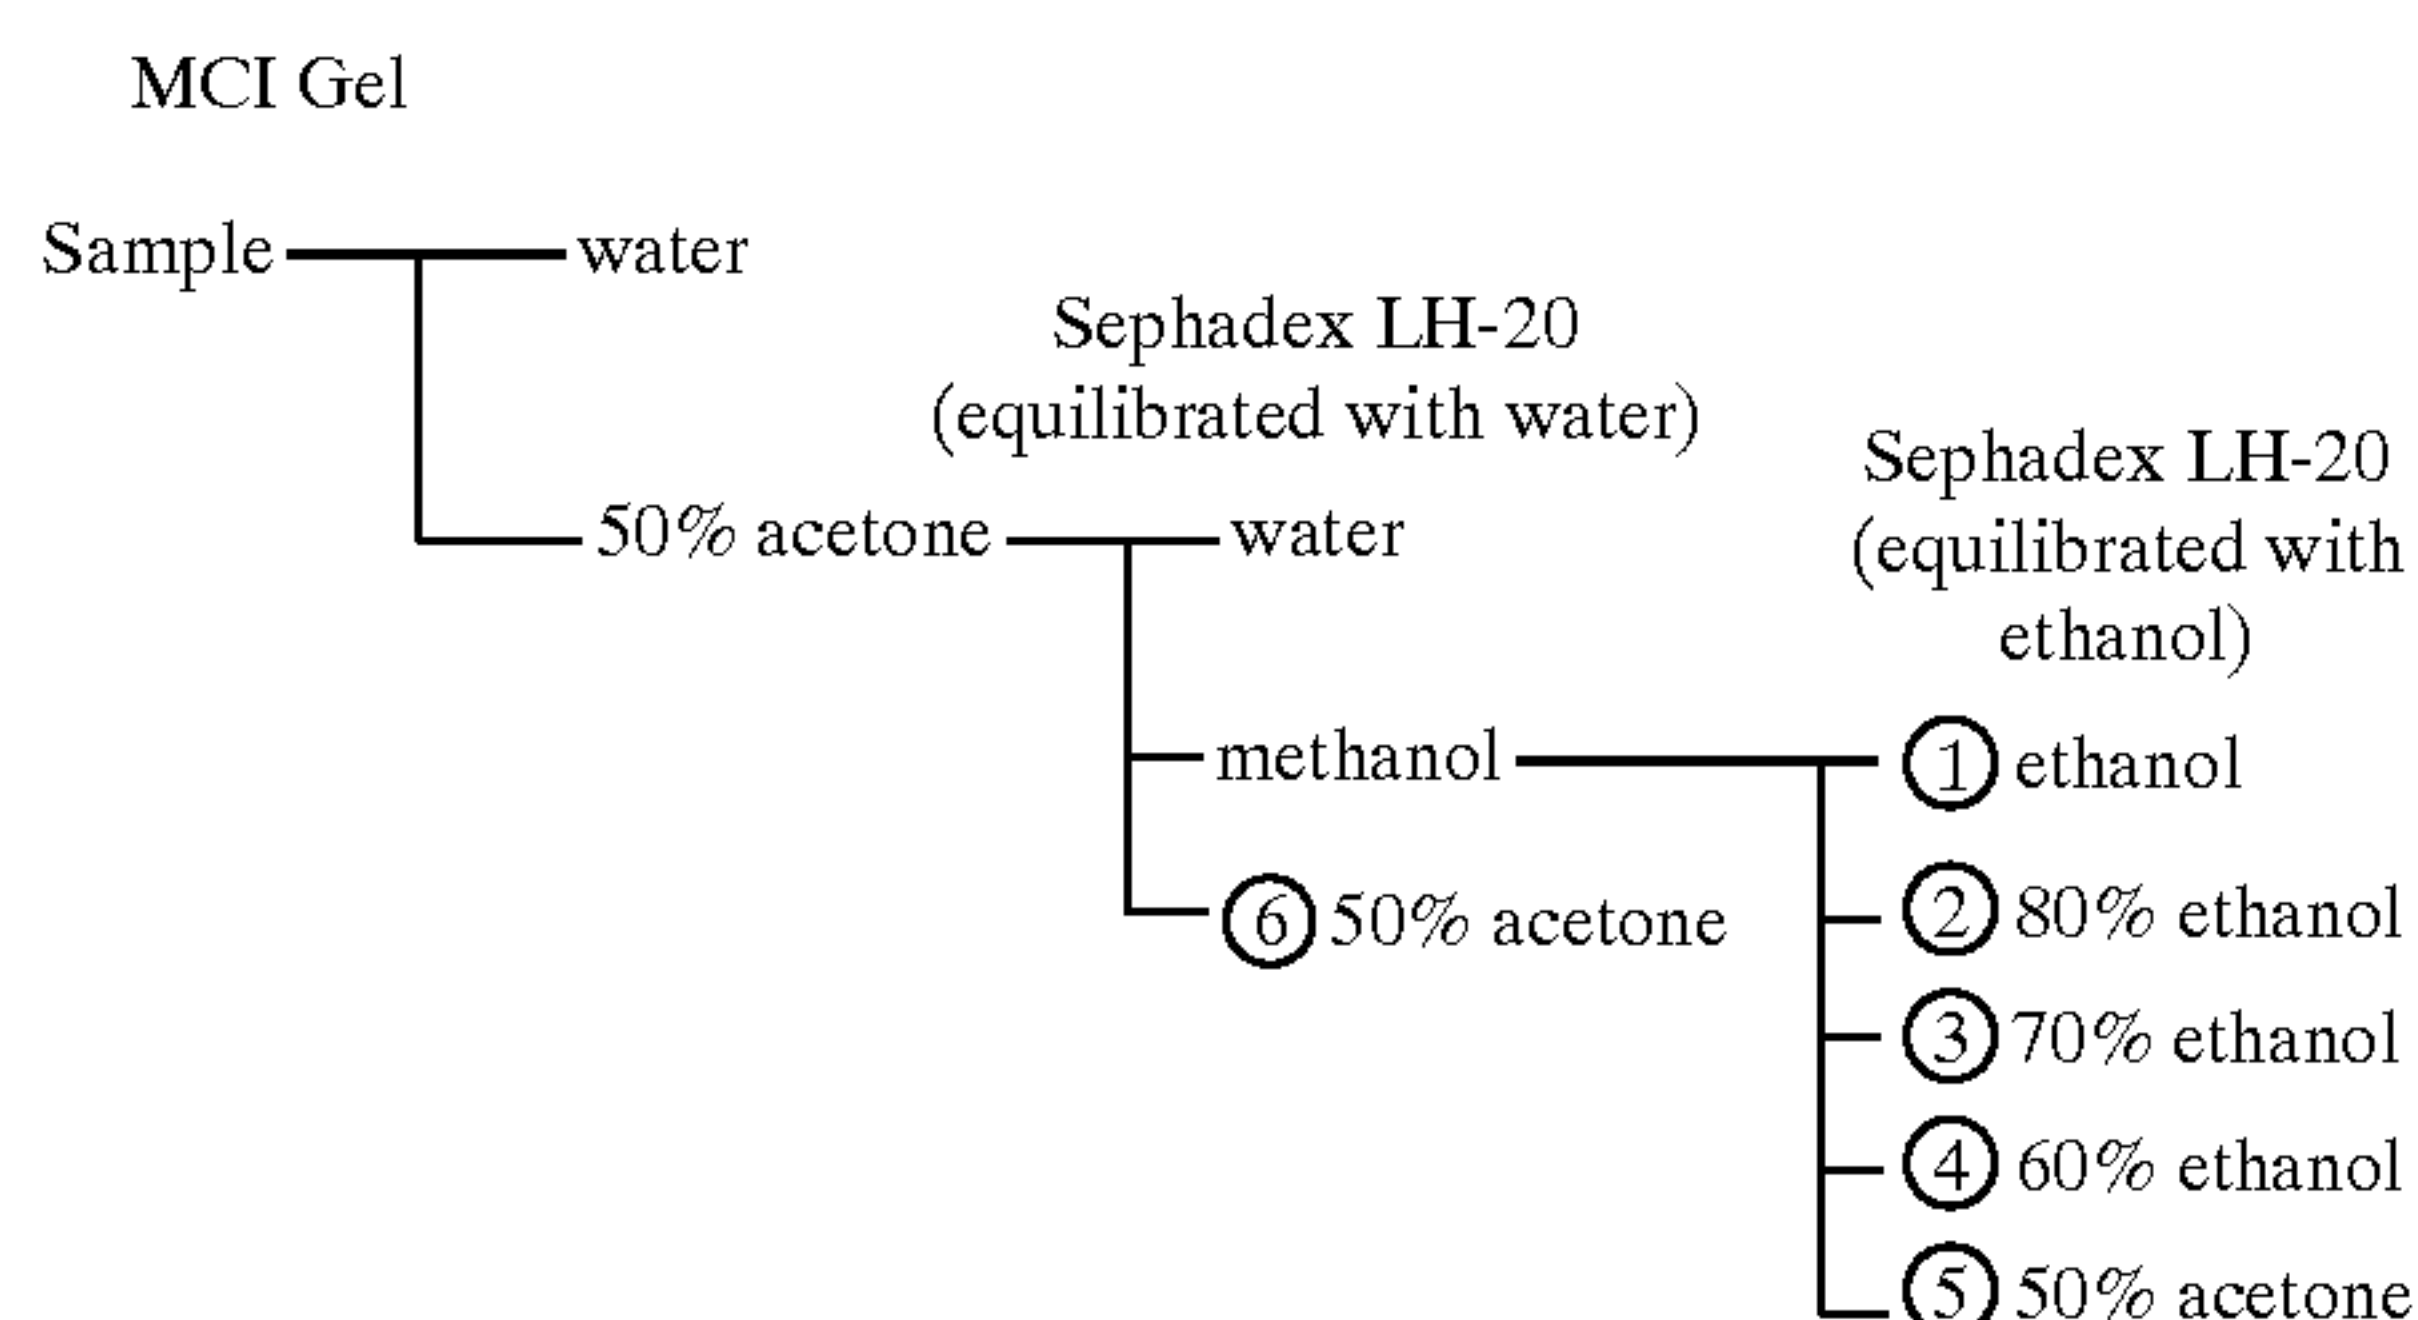 MCI Gel
Sample
water
Sephadex LH-20
(equilibrated with water)
50% acetone
water
Sephadex LH-20
(equilibrated with
ethanol)
methanol
① ethanol
② 80% ethanol
⑥ 50% acetone
③ 70% ethanol
④ 60% ethanol
⑤ 50% acetone